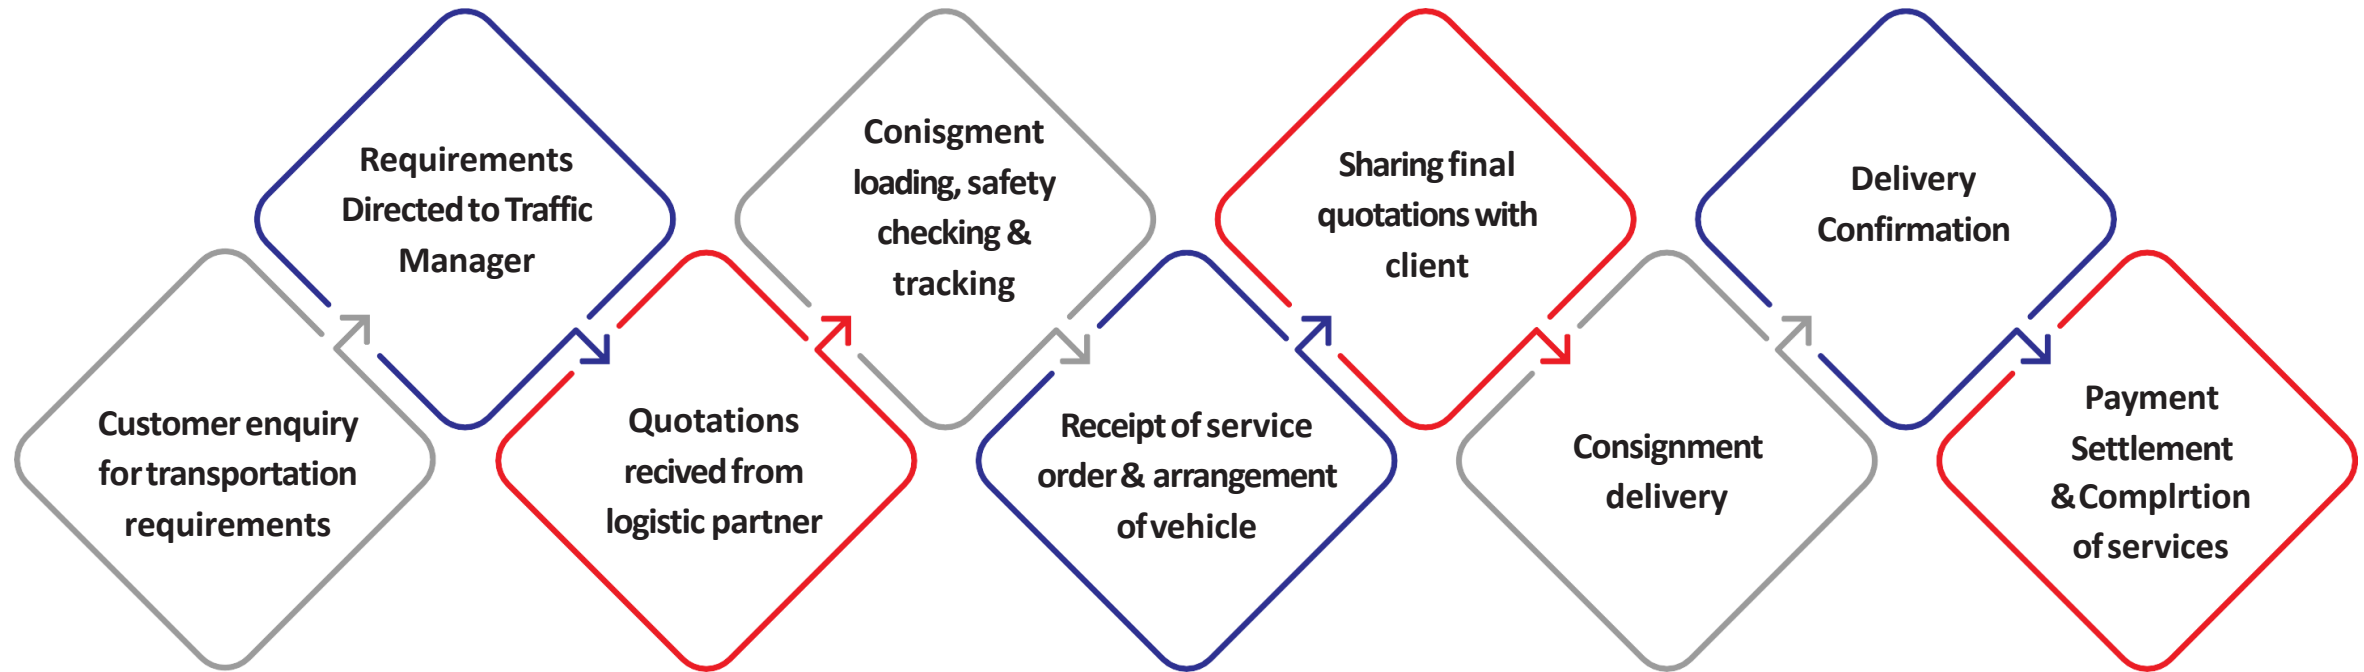 Customer enquiry
for transportation
requirements
Requirements
Directed to Traffic
Manager
Quotations
recived from
logistic partner
Conisgment
loading, safety
checking &
tracking
Receipt of service
order & arrangement
of vehicle
Sharing final
quotations with
client
Consignment
delivery
Delivery
Confirmation
Payment
Settlement
& Complrtion
of services